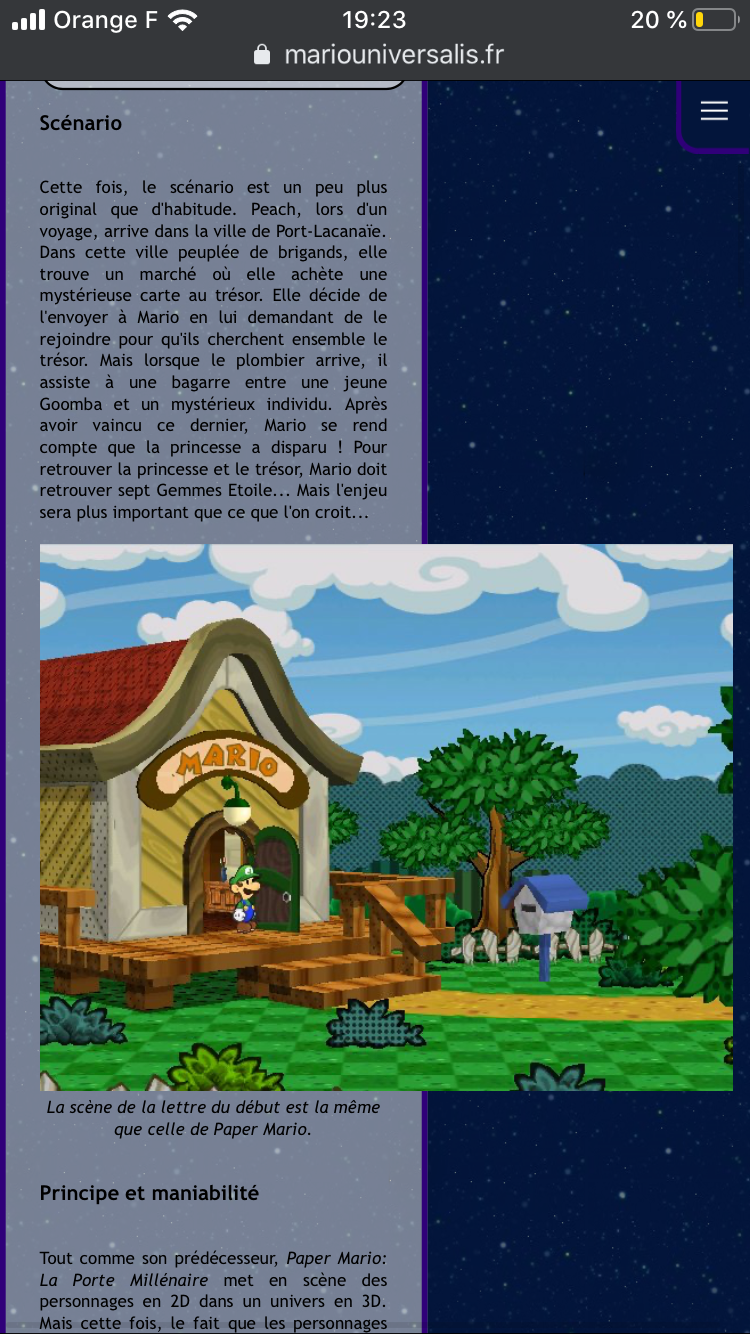 Orange F 19:23 20 %
mariouniversalis.fr
Scénario
Cette fois, le scénario est un peu plus
original que d'habitude. Peach, lors d'un
voyage, arrive dans la ville de Port-Lacanaïe.
Dans cette ville peuplée de brigands, elle
trouve un marché où elle achète une
mystérieuse carte au trésor. Elle décide de
l'envoyer à Mario en lui demandant de le
rejoindre pour qu'ils cherchent ensemble le
trésor. Mais lorsque le plombier arrive, il
assiste à une bagarre entre une jeune
Goomba et un mystérieux individu. Après
avoir vaincu ce dernier, Mario se rend
compte que la princesse a disparu ! Pour
retrouver la princesse et le trésor, Mario doit
retrouver sept Gemmes Etoile... Mais l'enjeu
sera plus important que ce que l'on croit...
MARIO
La scène de la lettre du début est la même
que celle de Paper Mario.
Principe et maniabilité
Tout comme son prédécesseur, Paper Mario:
La Porte Millénaire met en scène des
personnages en 2D dans un univers en 3D.
Mais cette fois, le fait que les personnages